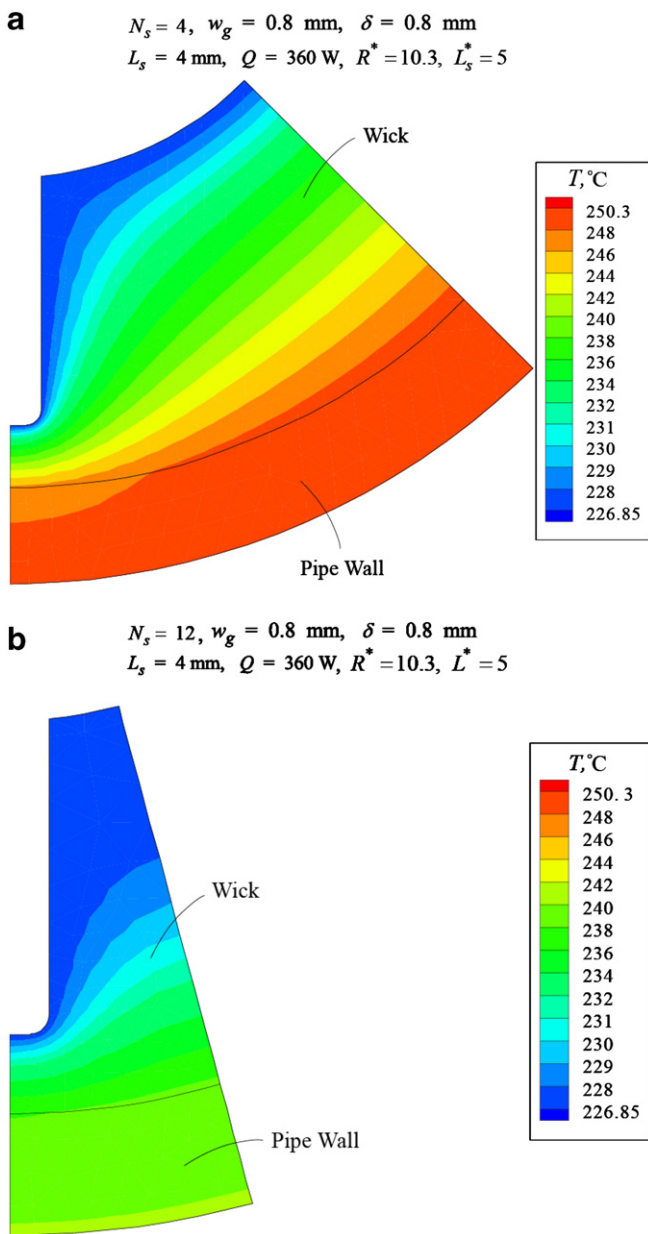 a
N_s = 4, w_g = 0.8 mm, δ = 0.8 mm
L_s = 4 mm, Q = 360 W, R* = 10.3, L_s* = 5
Wick
T,°C
250.3
248
246
244
242
240
236
234
232
231
230
229
228
226.85
Pipe Wall
b
N_s = 12, w_g = 0.8 mm, δ = 0.8 mm
L_s = 4 mm, Q = 360 W, R* = 10.3, L* = 5
T,°C
250.3
248
246
244
242
240
236
234
232
231
230
229
228
226.85
Wick
Pipe Wall